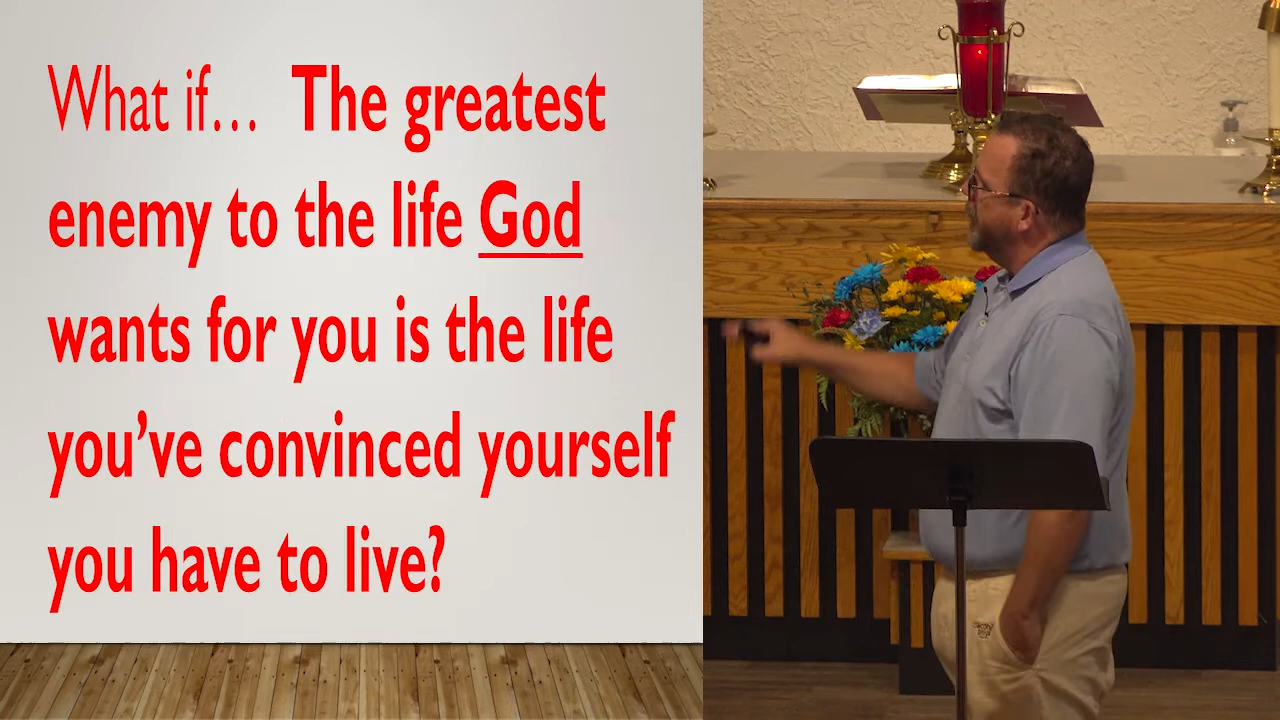 What if… The greatest
enemy to the life God
wants for you is the life
you’ve convinced yourself
you have to live?